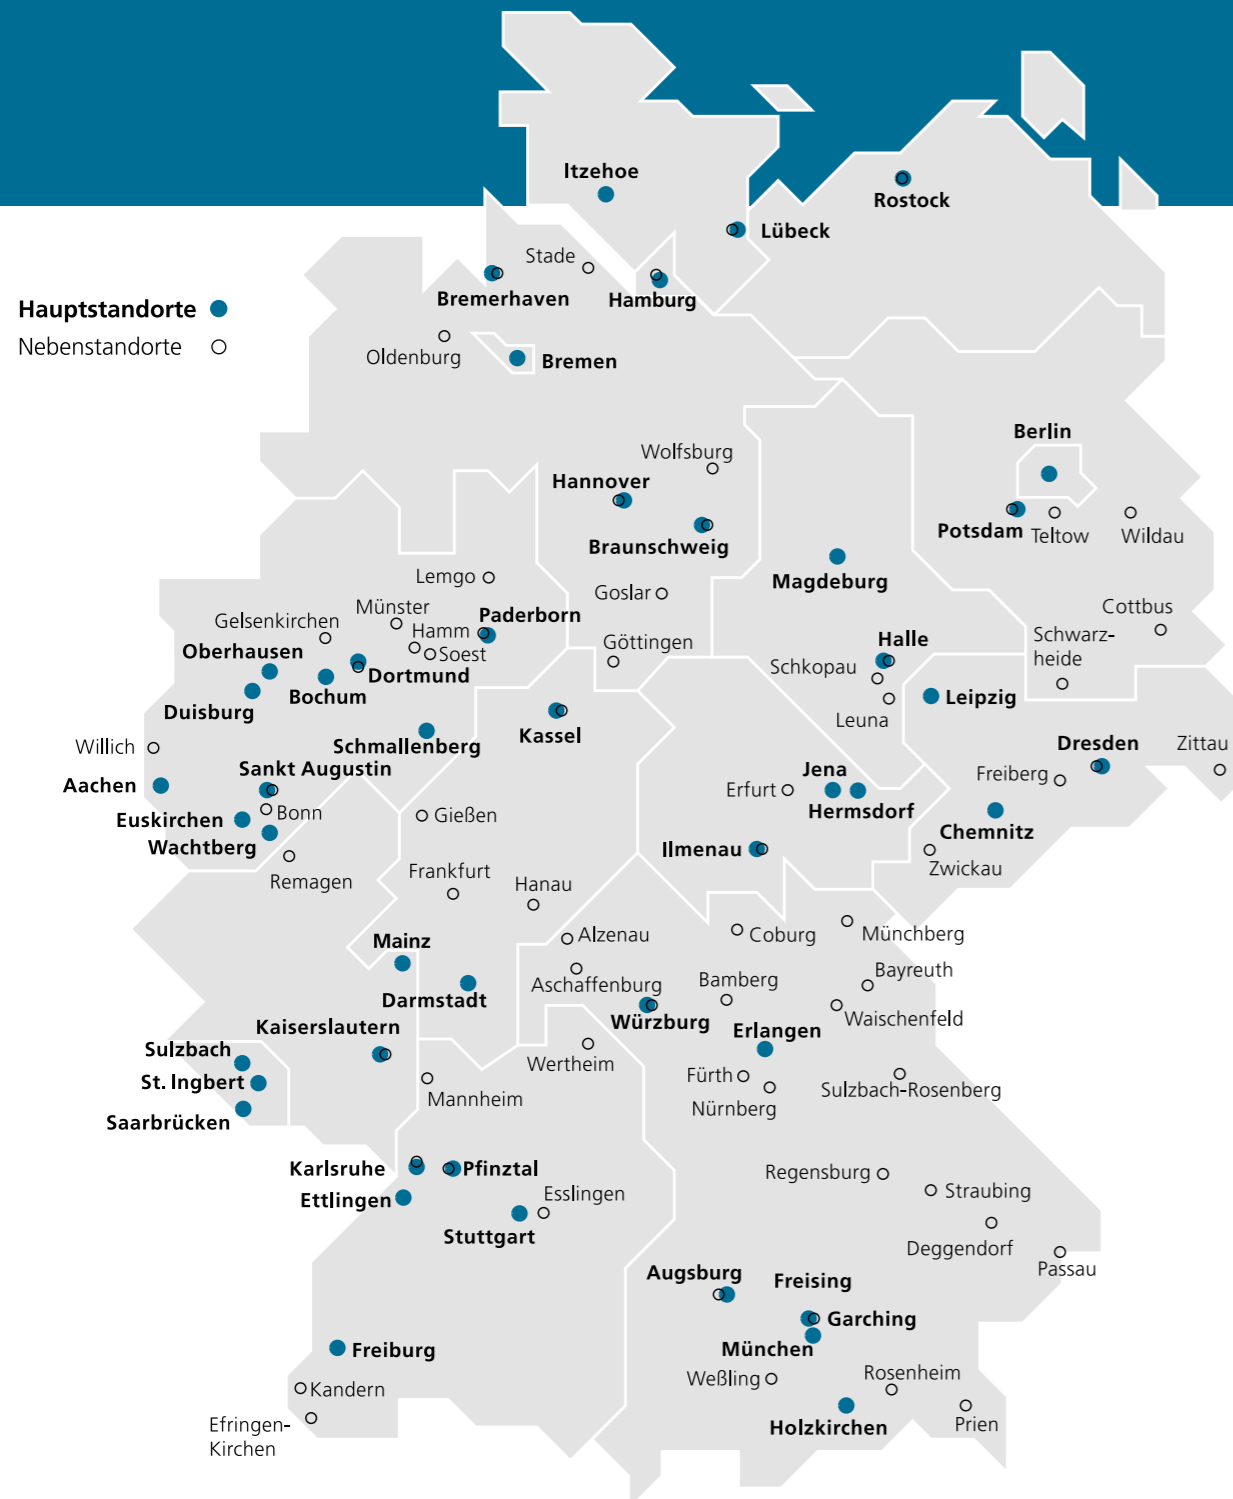 Itzehoe
Rostock
Lübeck
Stade
Bremerhaven
Hamburg
Hauptstandorte
Nebenstandorte
Oldenburg
Bremen
Berlin
Wolfsburg
Hannover
Potsdam
Teltow
Wildau
Braunschweig
Magdeburg
Lemgo
Goslar
Münster
Paderborn
Cottbus
Gelsenkirchen
Hamm
Göttingen
Halle
Schwarz-
heide
Oberhausen
Soest
Schkopau
Dortmund
Bochum
Leipzig
Duisburg
Leuna
Kassel
Willich
Schmallenberg
Dresden
Zittau
Sankt Augustin
Jena
Freiberg
Aachen
Erfurt
Hermsdorf
Bonn
Gießen
Euskirchen
Chemnitz
Wachtberg
Ilmenau
Zwickau
Remagen
Frankfurt
Hanau
Alzenau
Coburg
Münchberg
Mainz
Bayreuth
Aschaffenburg
Bamberg
Darmstadt
Würzburg
Waischenfeld
Kaiserslautern
Erlangen
Sulzbach
Wertheim
St. Ingbert
Fürth
Sulzbach-Rosenberg
Mannheim
Nürnberg
Saarbrücken
Karlsruhe
Pfinztal
Regensburg
Ettlingen
Esslingen
Straubing
Stuttgart
Deggendorf
Passau
Augsburg
Freising
Garching
Freiburg
München
Weßling
Rosenheim
Kandern
Efringen-
Kirchen
Holzkirchen
Prien